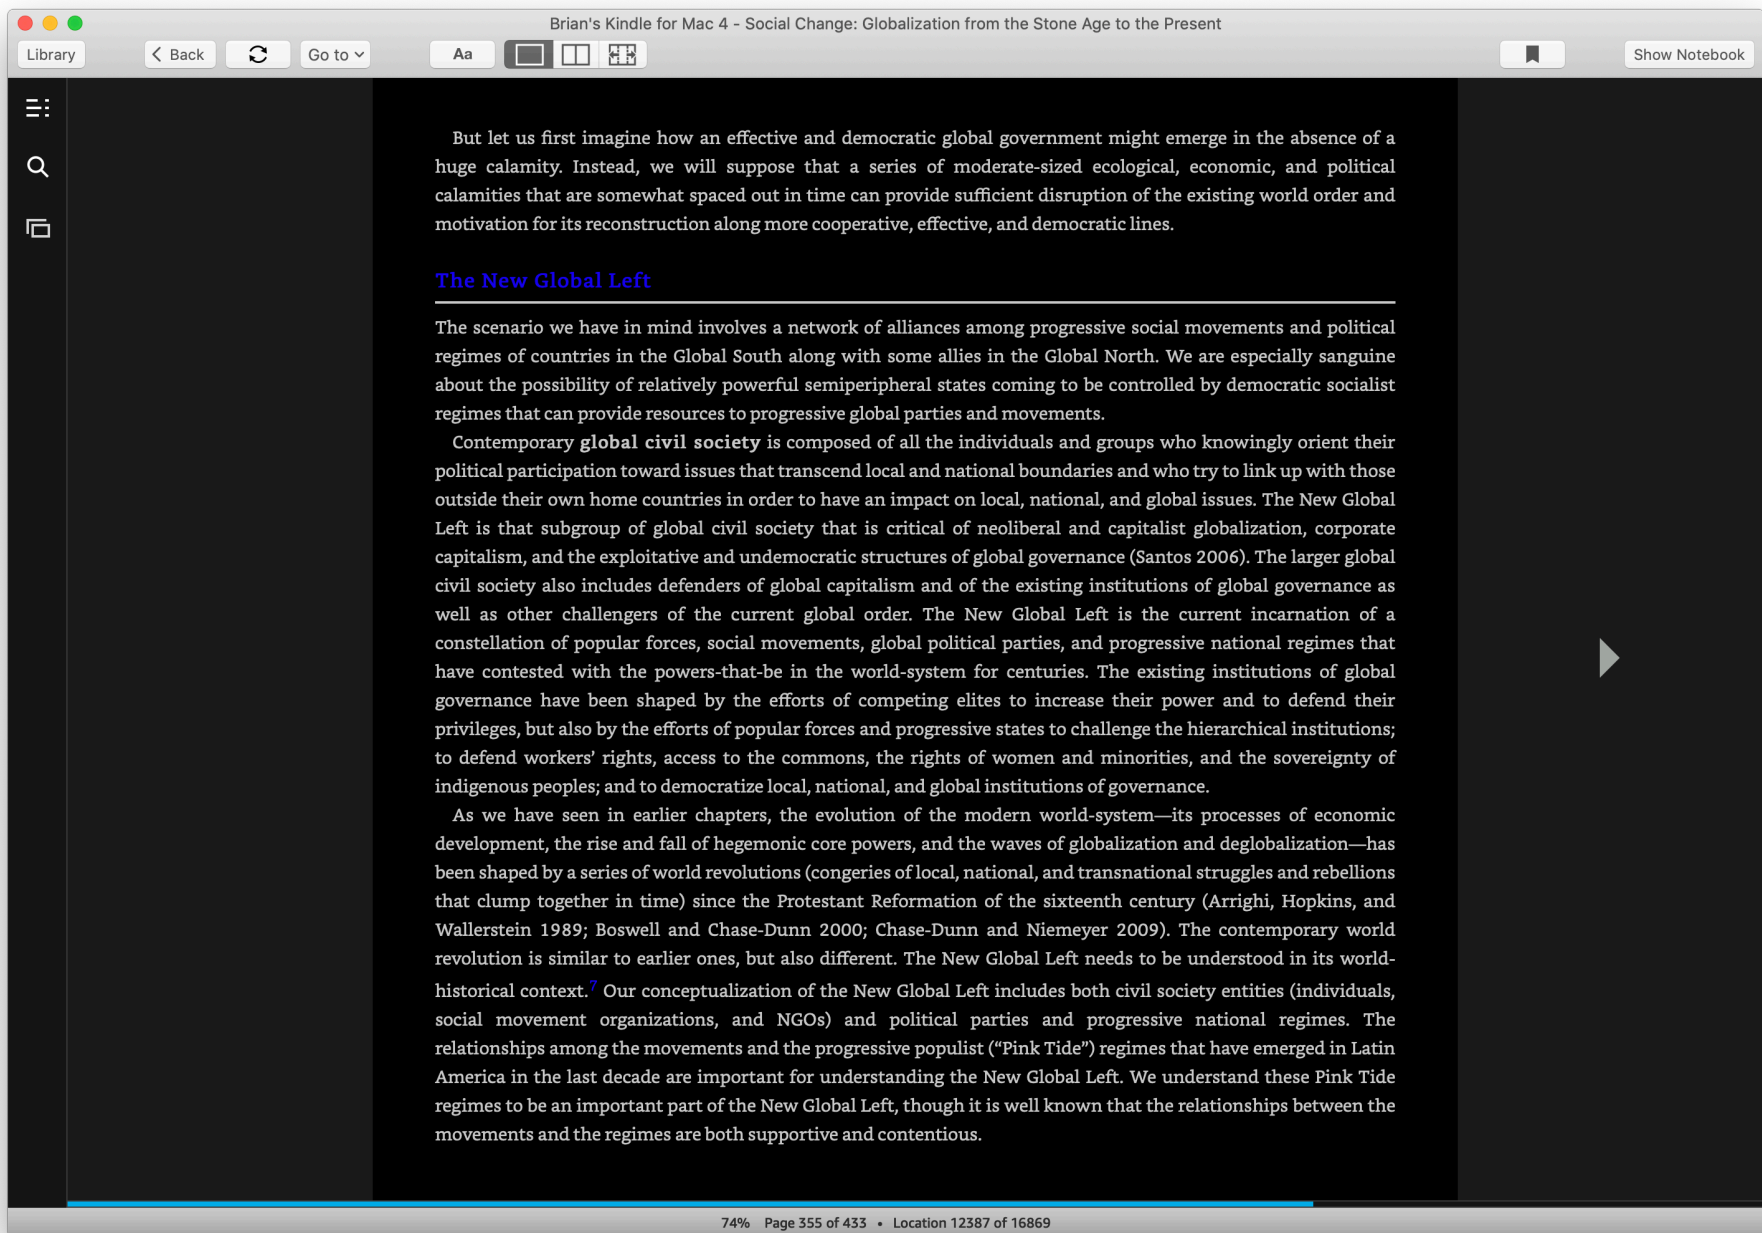 Brian's Kindle for Mac 4 - Social Change: Globalization from the Stone Age to the Present
Library
Back
Go to
Aa
Show Notebook
But let us first imagine how an effective and democratic global government might emerge in the absence of a
huge calamity. Instead, we will suppose that a series of moderate-sized ecological, economic, and political
calamities that are somewhat spaced out in time can provide sufficient disruption of the existing world order and
motivation for its reconstruction along more cooperative, effective, and democratic lines.
The New Global Left
The scenario we have in mind involves a network of alliances among progressive social movements and political
regimes of countries in the Global South along with some allies in the Global North. We are especially sanguine
about the possibility of relatively powerful semiperipheral states coming to be controlled by democratic socialist
regimes that can provide resources to progressive global parties and movements.
Contemporary global civil society is composed of all the individuals and groups who knowingly orient their
political participation toward issues that transcend local and national boundaries and who try to link up with those
outside their own home countries in order to have an impact on local, national, and global issues. The New Global
Left is that subgroup of global civil society that is critical of neoliberal and capitalist globalization, corporate
capitalism, and the exploitative and undemocratic structures of global governance (Santos 2006). The larger global
civil society also includes defenders of global capitalism and of the existing institutions of global governance as
well as other challengers of the current global order. The New Global Left is the current incarnation of a
constellation of popular forces, social movements, global political parties, and progressive national regimes that
have contested with the powers-that-be in the world-system for centuries. The existing institutions of global
governance have been shaped by the efforts of competing elites to increase their power and to defend their
privileges, but also by the efforts of popular forces and progressive states to challenge the hierarchical institutions;
to defend workers’ rights, access to the commons, the rights of women and minorities, and the sovereignty of
indigenous peoples; and to democratize local, national, and global institutions of governance.
As we have seen in earlier chapters, the evolution of the modern world-system—its processes of economic
development, the rise and fall of hegemonic core powers, and the waves of globalization and deglobalization—has
been shaped by a series of world revolutions (congeries of local, national, and transnational struggles and rebellions
that clump together in time) since the Protestant Reformation of the sixteenth century (Arrighi, Hopkins, and
Wallerstein 1989; Boswell and Chase-Dunn 2000; Chase-Dunn and Niemeyer 2009). The contemporary world
revolution is similar to earlier ones, but also different. The New Global Left needs to be understood in its world-
historical context.7 Our conceptualization of the New Global Left includes both civil society entities (individuals,
social movement organizations, and NGOs) and political parties and progressive national regimes. The
relationships among the movements and the progressive populist (“Pink Tide”) regimes that have emerged in Latin
America in the last decade are important for understanding the New Global Left. We understand these Pink Tide
regimes to be an important part of the New Global Left, though it is well known that the relationships between the
movements and the regimes are both supportive and contentious.
74% Page 355 of 433 • Location 12387 of 16869